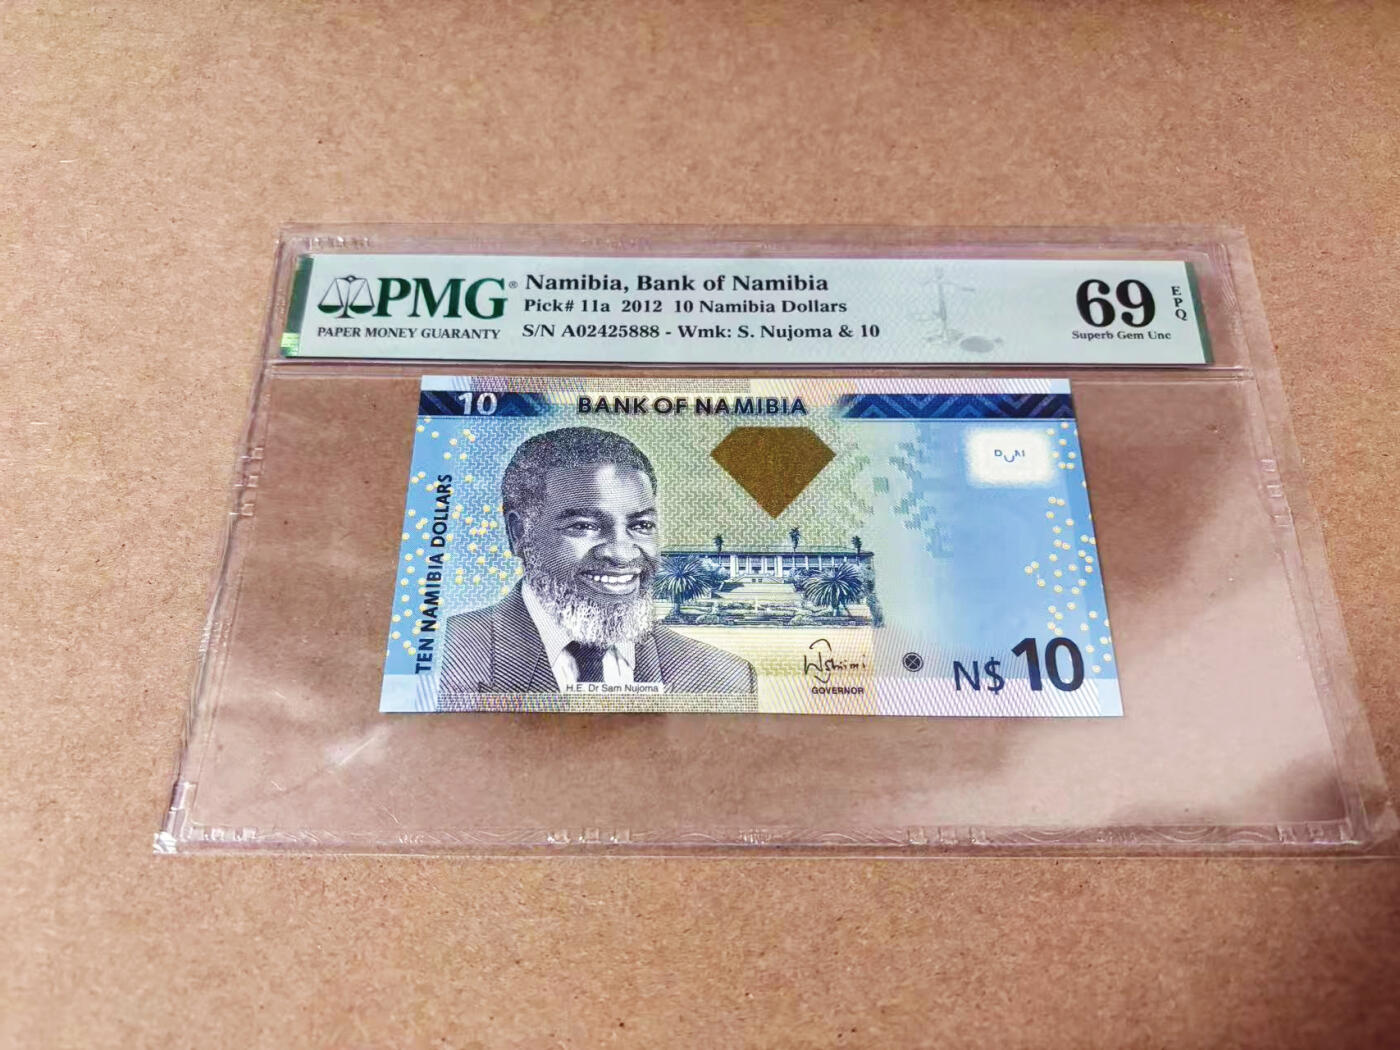 PMG®
PAPER MONEY GUARANTY
Namibia, Bank of Namibia
Pick# 11a 2012 10 Namibia Dollars
S/N A02425888 - Wmk: S. Nujoma & 10
69
EPQ
Superb Gem Unc
10
BANK OF NAMIBIA
TEN NAMIBIA DOLLARS
H.E. Dr Sam Nujoma
GOVERNOR
N$ 10